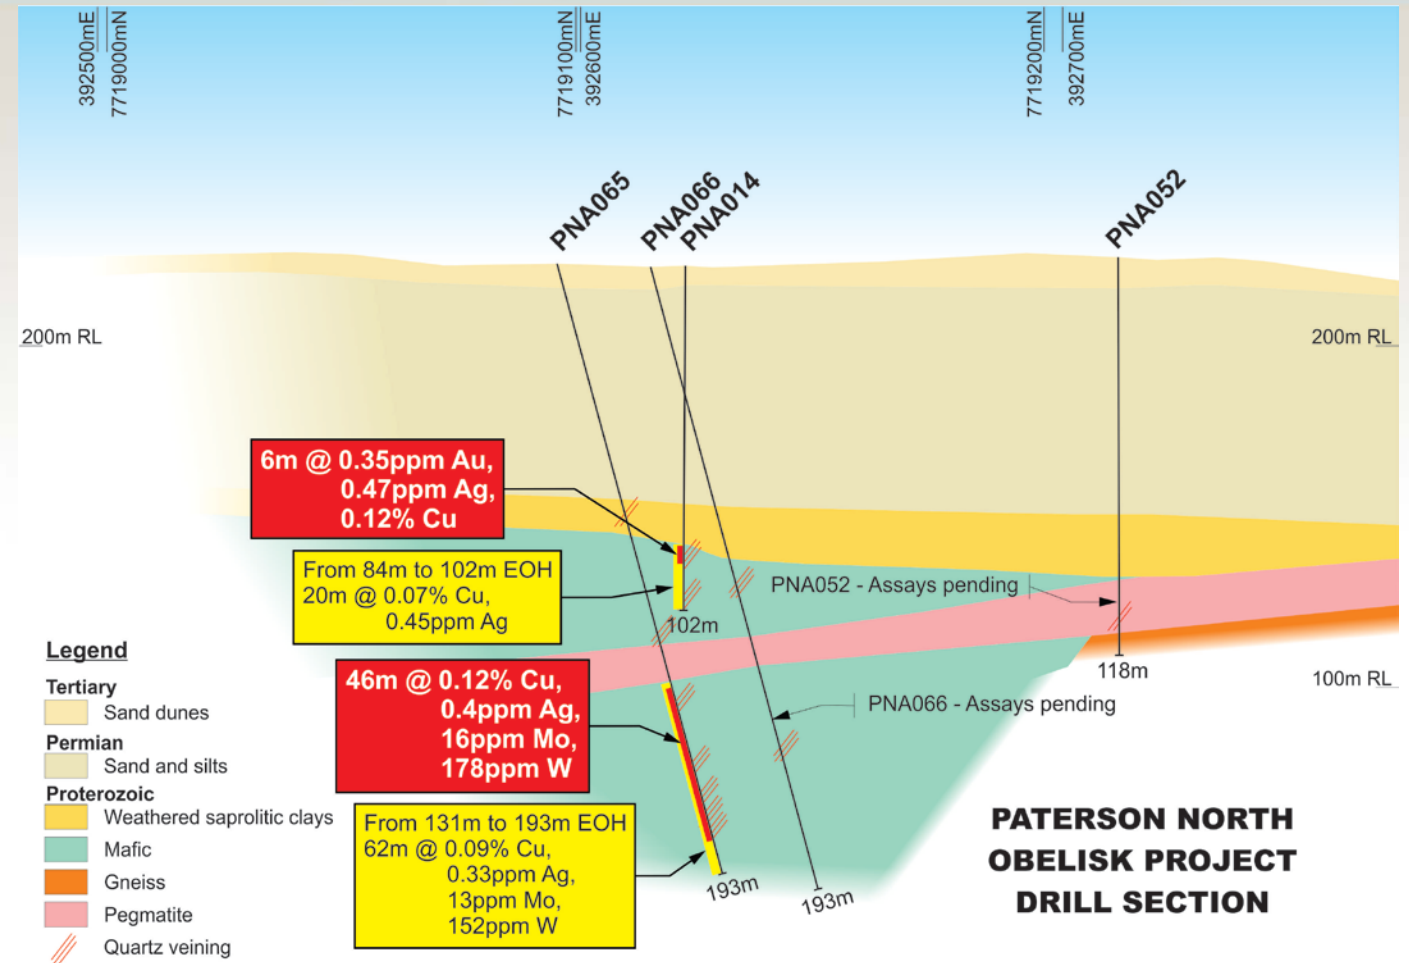 392500mE
7719000mN
7719100mN
392600mE
7719200mN
392700mE
PNA065
PNA066
PNA014
PNA052
200m RL
200m RL
6m @ 0.35ppm Au,
0.47ppm Ag,
0.12% Cu
From 84m to 102m EOH
20m @ 0.07% Cu,
0.45ppm Ag
PNA052 - Assays pending
102m
118m
100m RL
46m @ 0.12% Cu,
0.4ppm Ag,
16ppm Mo,
178ppm W
PNA066 - Assays pending
From 131m to 193m EOH
62m @ 0.09% Cu,
0.33ppm Ag,
13ppm Mo,
152ppm W
193m
193m
Legend
Tertiary
Sand dunes
Permian
Sand and silts
Proterozoic
Weathered saprolitic clays
Mafic
Gneiss
Pegmatite
Quartz veining
PATERSON NORTH
OBELISK PROJECT
DRILL SECTION